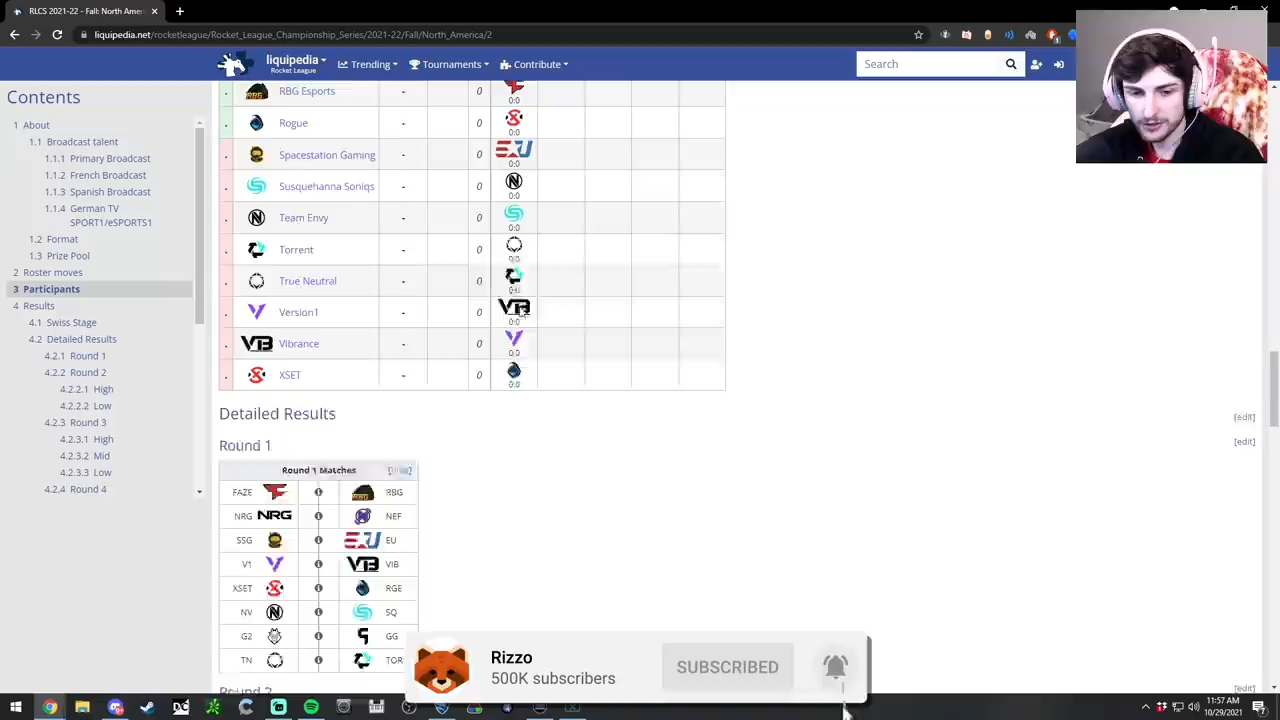 RLCS 2021-22 - Fall: North Am
liquipedia.net/rocketleague/Rocket_League_Championship_Series/2021-22/Fall/North_America/2
liquipedia
Rocket League
Trending
Tournaments
Contribute
Search
Contents
1 About
1.1 Broadcast talent
1.1.1 Primary Broadcast
1.1.2 French Broadcast
1.1.3 Spanish Broadcast
1.1.4 German TV
SPORT1/eSPORTS1
1.2 Format
1.3 Prize Pool
2 Roster moves
3 Participants
4 Results
4.1 Swiss Stage
4.2 Detailed Results
4.2.1 Round 1
4.2.2 Round 2
4.2.2.1 High
4.2.2.2 Low
4.2.3 Round 3
4.2.3.1 High
4.2.3.2 Mid
4.2.3.3 Low
4.2.4 Round 4
RBG Esports - 0 0:0
Rogue - 0 0:0
Spacestation Gaming - 0 EXU 0:0
Susquehanna Soniqs - 0 0:0
Team Envy - 0 0:0
Torrent - 0 0:0
True Neutral - 0
Version1 - 0 VIB 0:0
VIB Vibrance - 0 0:0
XSET - 0 0:0
Detailed Results [edit]
Round 1 [edit]
Round 1 Matches
FAZE RBG RBG
NRG NRG NEF
SSG EXU EU
V1 VIB VIB
XSET RGE
NV SQ
G2 GG
TN TOR
Round 2 [edit]
Rizzo
500K subscribers
SUBSCRIBED
11:57 AM
10/29/2021